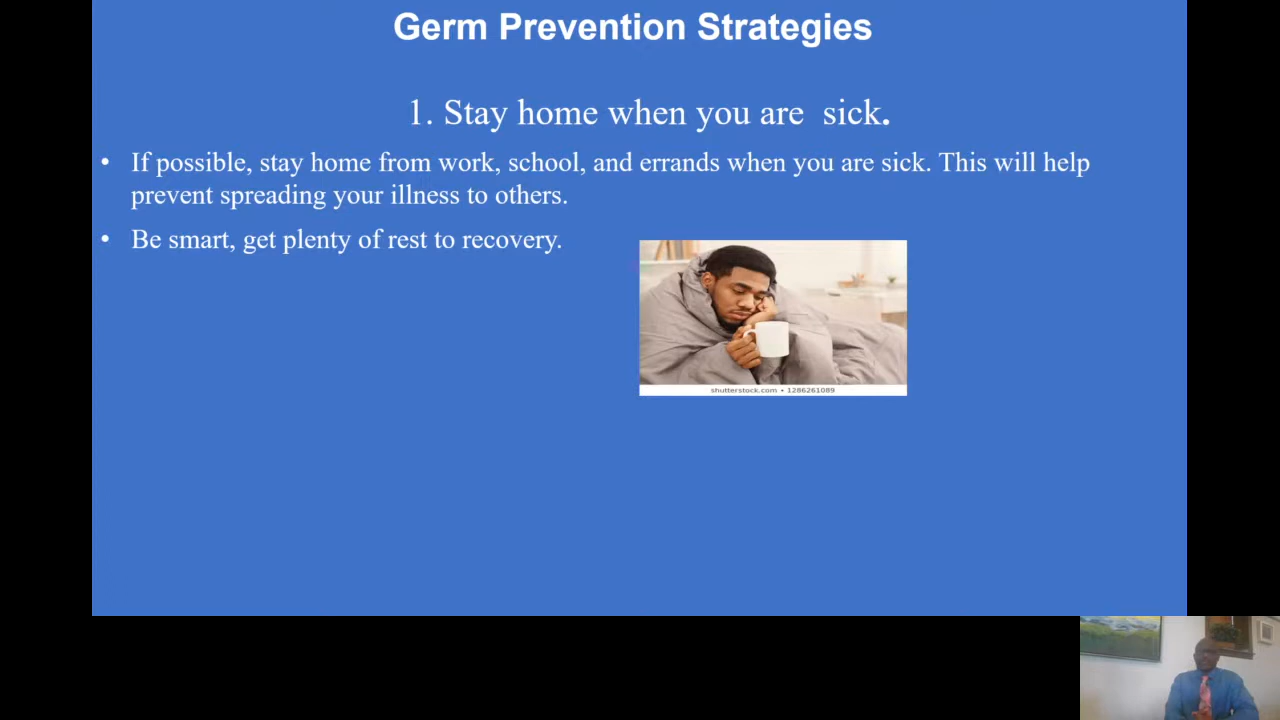 Germ Prevention Strategies
1. Stay home when you are  sick.
• If possible, stay home from work, school, and errands when you are sick. This will help
prevent spreading your illness to others.
• Be smart, get plenty of rest to recovery.
shutterstock.com • 1286261089